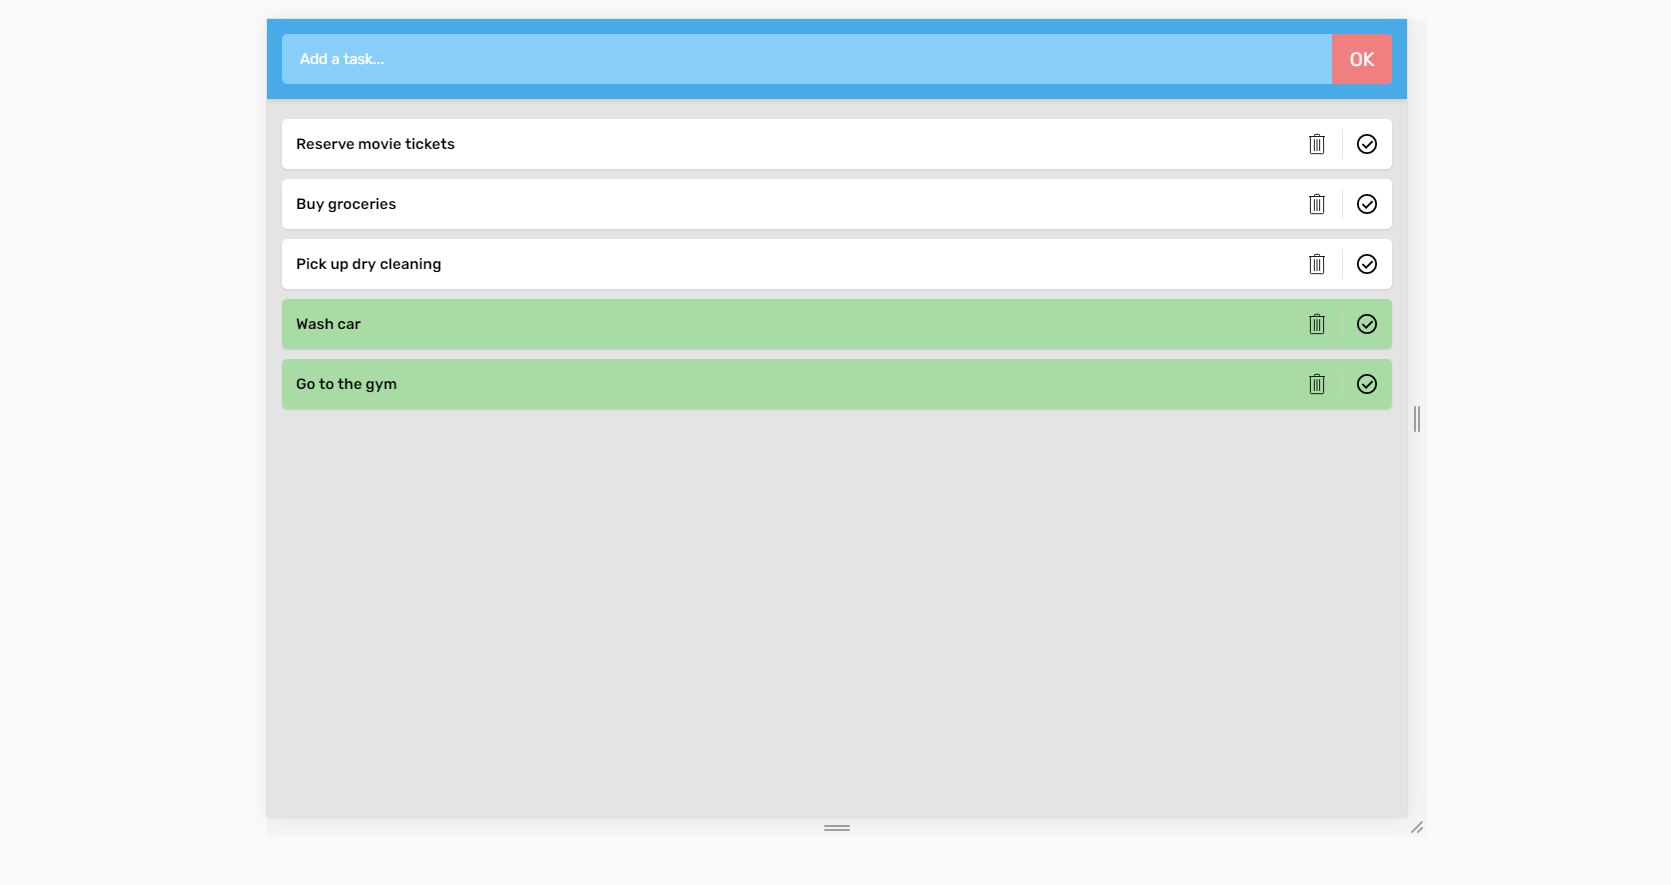 Add a task...
OK
Reserve movie tickets
Buy groceries
Pick up dry cleaning
Wash car
Go to the gym